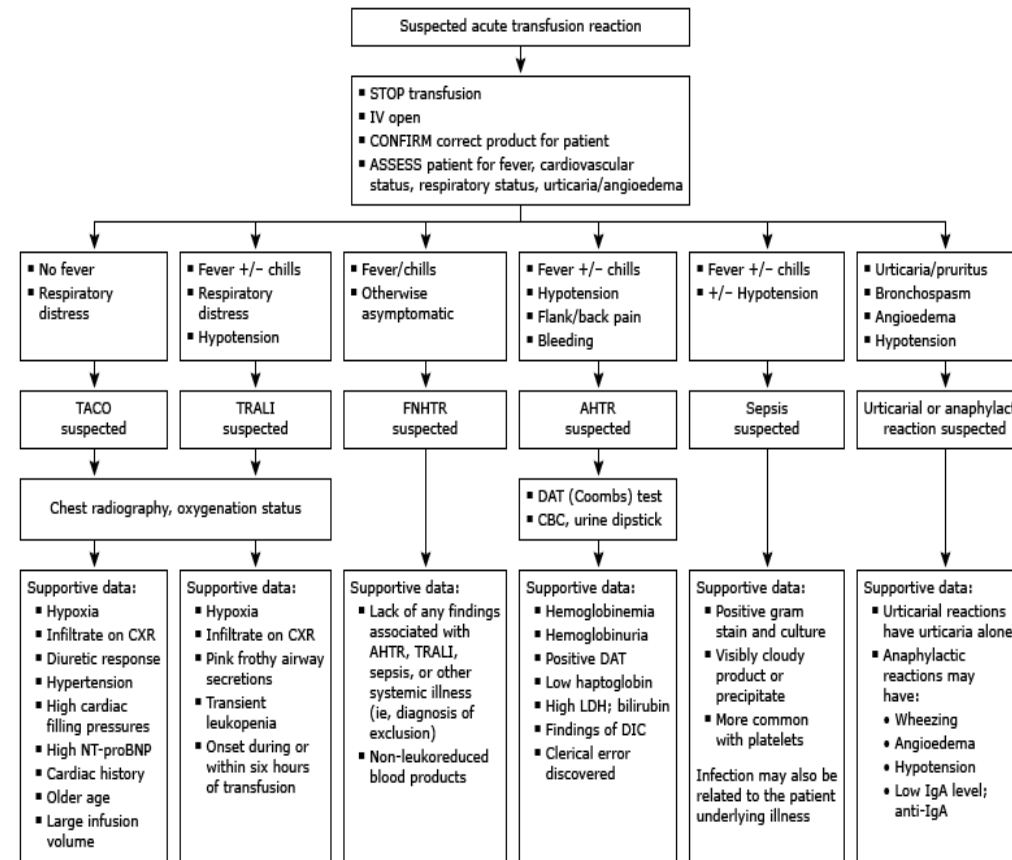 Suspected acute transfusion reaction
▪ STOP transfusion
▪ IV open
▪ CONFIRM correct product for patient
▪ ASSESS patient for fever, cardiovascular
status, respiratory status, urticaria/angioedema
▪ No fever
▪ Respiratory
distress
▪ Fever +/– chills
▪ Respiratory
distress
▪ Hypotension
▪ Fever/chills
▪ Otherwise
asymptomatic
▪ Fever +/– chills
▪ Hypotension
▪ Flank/back pain
▪ Bleeding
▪ Fever +/– chills
▪ +/– Hypotension
▪ Urticaria/pruritus
▪ Bronchospasm
▪ Angioedema
▪ Hypotension
TACO
suspected
TRALI
suspected
FNHTR
suspected
AHTR
suspected
Sepsis
suspected
Urticarial or anaphylact
reaction suspected
Chest radiography, oxygenation status
▪ DAT (Coombs) test
▪ CBC, urine dipstick
Supportive data:
▪ Hypoxia
▪ Infiltrate on CXR
▪ Diuretic response
▪ Hypertension
▪ High cardiac
filling pressures
▪ High NT-proBNP
▪ Cardiac history
▪ Older age
▪ Large infusion
volume
Supportive data:
▪ Hypoxia
▪ Infiltrate on CXR
▪ Pink frothy airway
secretions
▪ Transient
leukopenia
▪ Onset during or
within six hours
of transfusion
Supportive data:
▪ Lack of any findings
associated with
AHTR, TRALI,
sepsis, or other
systemic illness
(ie, diagnosis of
exclusion)
▪ Non-leukoreduced
blood products
Supportive data:
▪ Hemoglobinemia
▪ Hemoglobinuria
▪ Positive DAT
▪ Low haptoglobin
▪ High LDH; bilirubin
▪ Findings of DIC
▪ Clerical error
discovered
Supportive data:
▪ Positive gram
stain and culture
▪ Visibly cloudy
product or
precipitate
▪ More common
with platelets
Infection may also be
related to the patient
underlying illness
Supportive data:
▪ Urticarial reactions
have urticaria alone
▪ Anaphylactic
reactions may
have:
• Wheezing
• Angioedema
• Hypotension
• Low IgA level;
anti-IgA